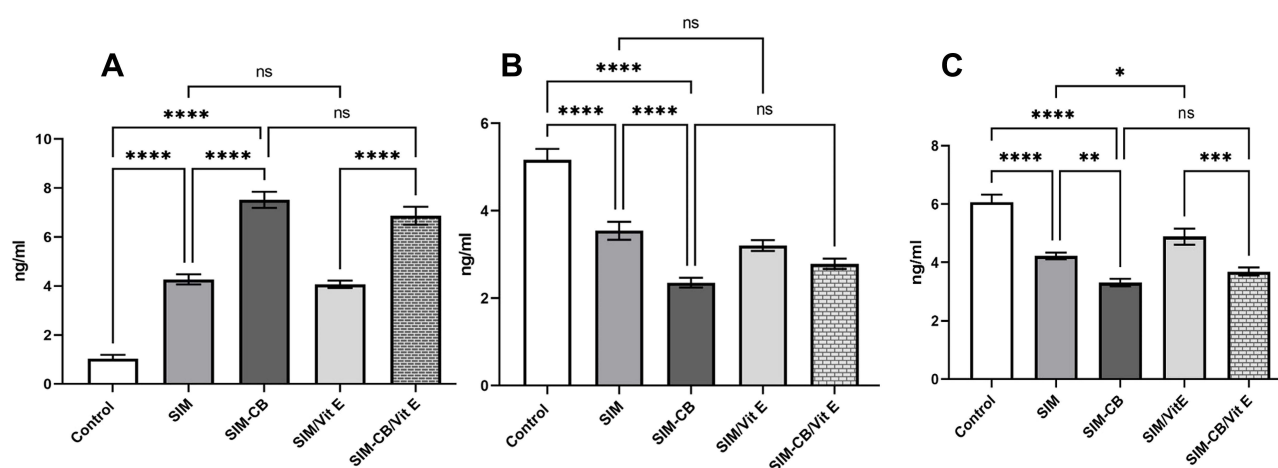 A
ns
****
ns
****
****
****
10
8
6
4
2
0
ng/ml
Control
SIM
SIM-CB
SIM/Vit E
SIM-CB/Vit E
B
ns
****
****
****
ns
6
4
2
0
ng/ml
Control
SIM
SIM-CB
SIM/Vit E
SIM-CB/Vit E
C
*
****
ns
****
**
***
8
6
4
2
0
ng/ml
Control
SIM
SIM-CB
SIM/VitE
SIM-CB/Vit E